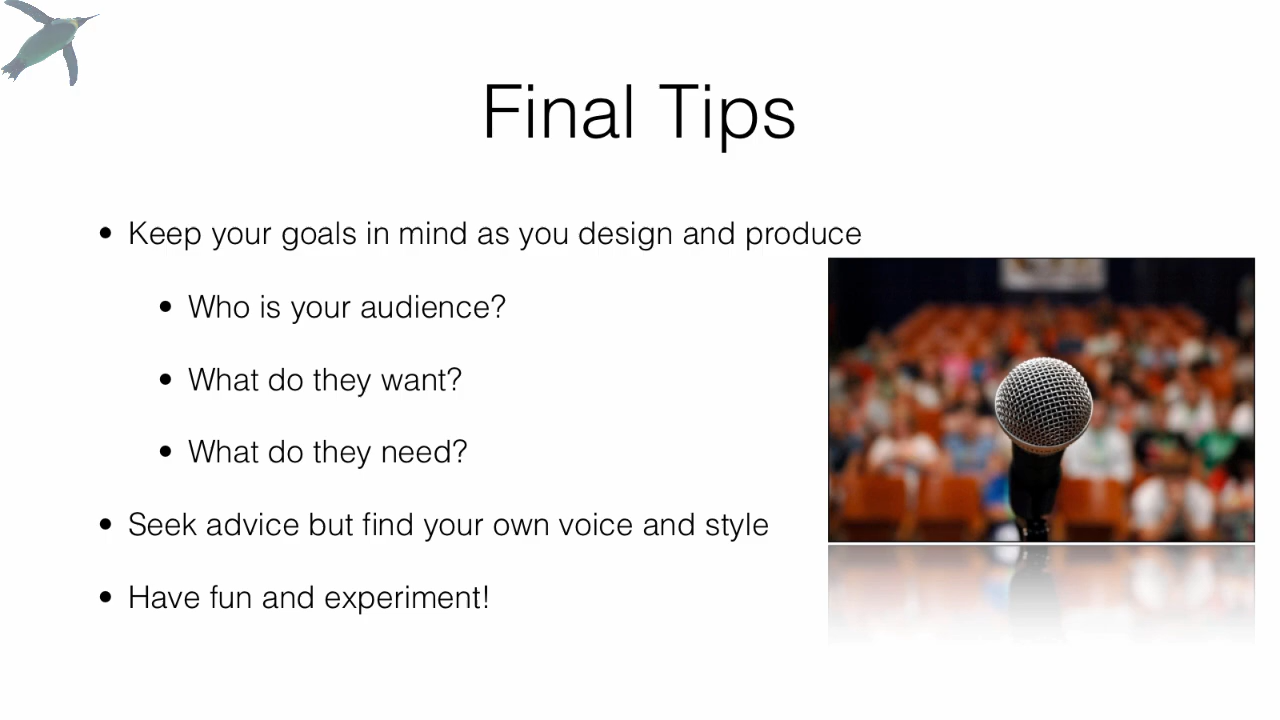 Final Tips
• Keep your goals in mind as you design and produce
• Who is your audience?
• What do they want?
• What do they need?
• Seek advice but find your own voice and style
• Have fun and experiment!